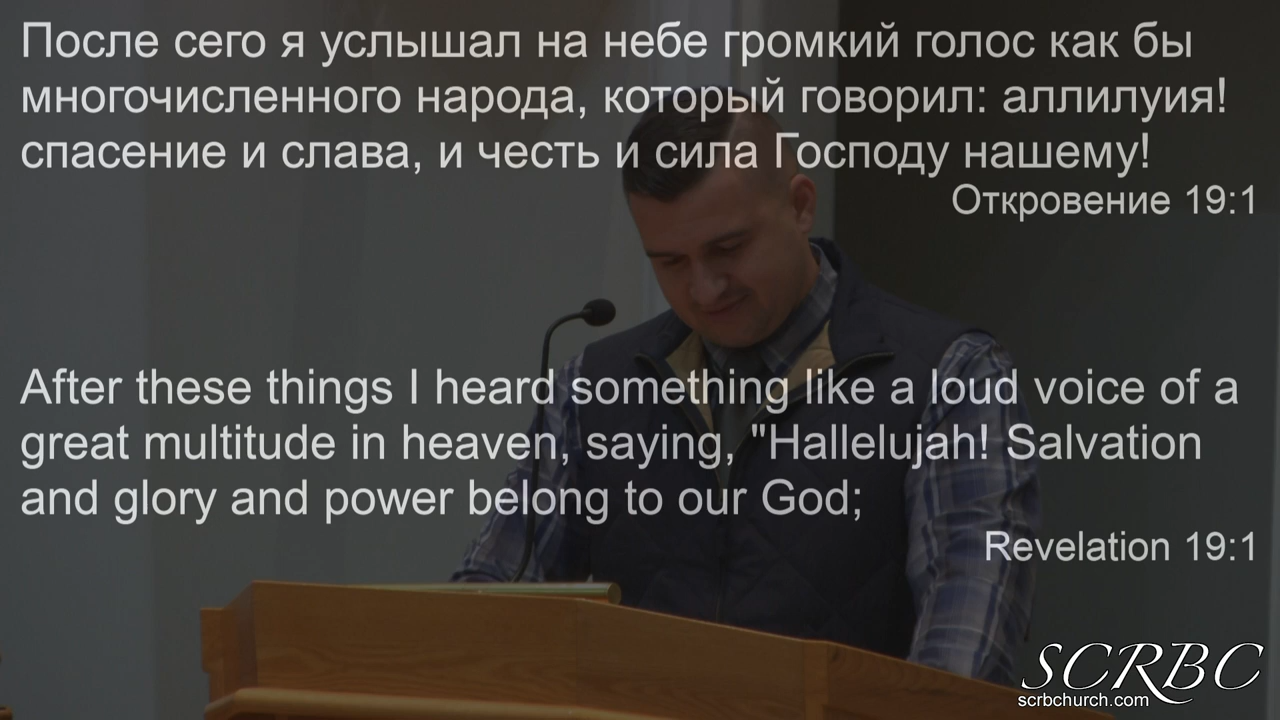 После сего я услышал на небе громкий голос как бы
многочисленного народа, который говорил: аллилуия!
спасение и слава, и честь и сила Господу нашему!
Откровение 19:1
After these things I heard something like a loud voice of a
great multitude in heaven, saying, "Hallelujah! Salvation
and glory and power belong to our God;
Revelation 19:1
SCRBC
scrbchurch.com